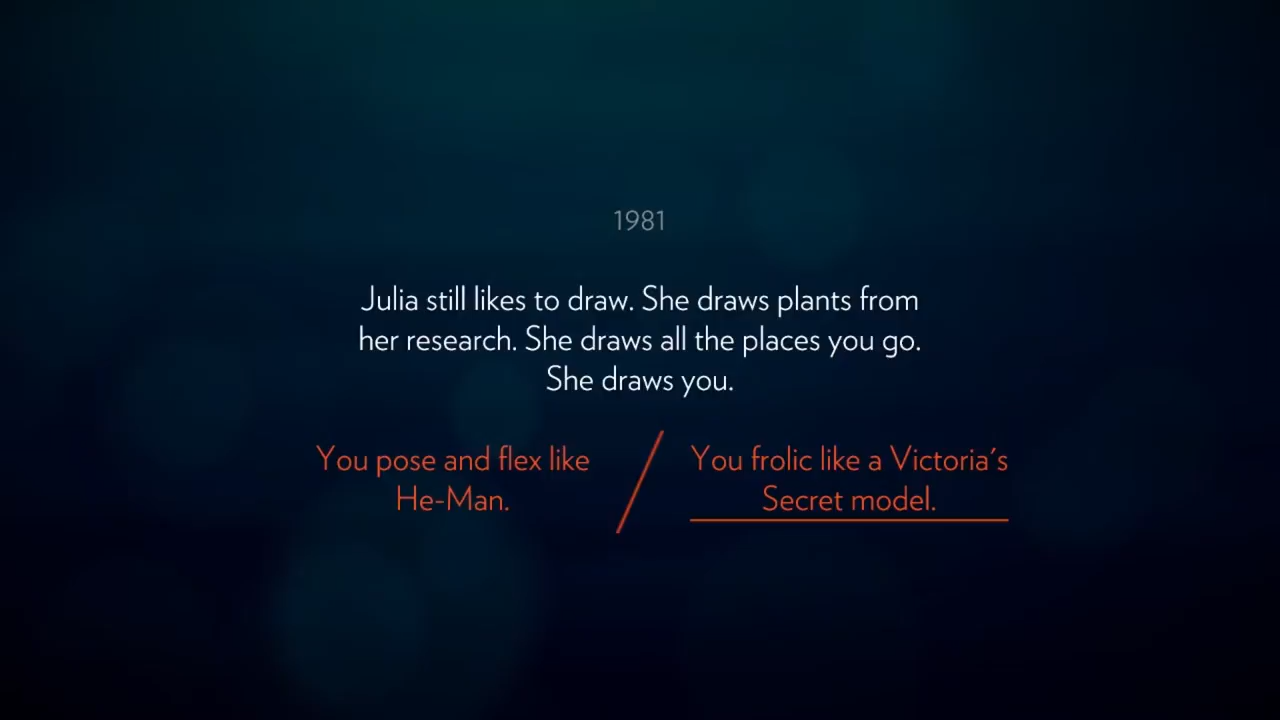 1981
Julia still likes to draw. She draws plants from
her research. She draws all the places you go.
She draws you.
You pose and flex like
He-Man.
You frolic like a Victoria's
Secret model.